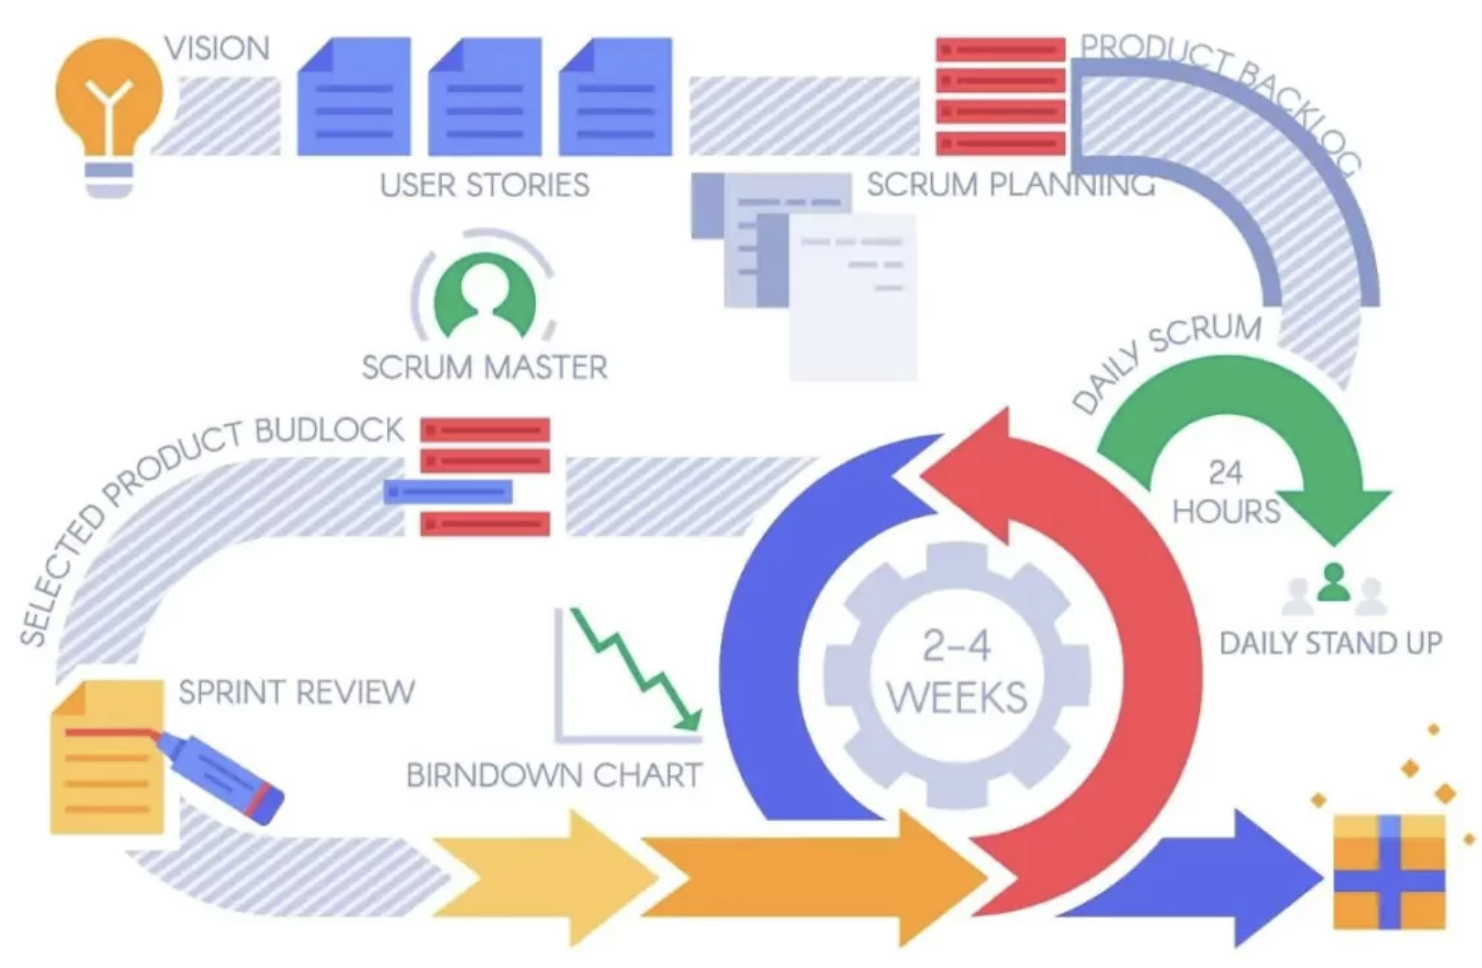 VISION
USER STORIES
SCRUM PLANNING
PRODUCT BACKLOG
SCRUM MASTER
DAILY SCRUM
24
HOURS
DAILY STAND UP
SELECTED PRODUCT BUDLOCK
2–4
WEEKS
SPRINT REVIEW
BIRNDOWN CHART